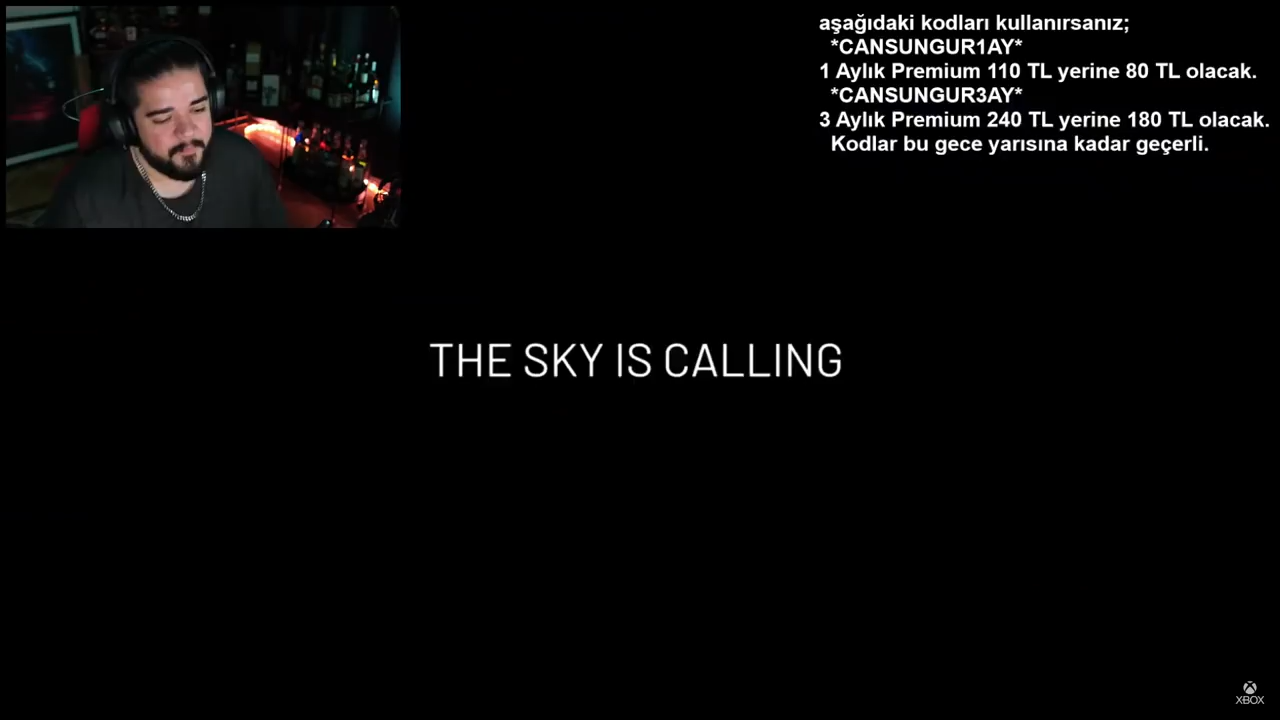 aşağıdaki kodları kullanırsanız;
*CANSUNGUR1AY*
1 Aylık Premium 110 TL yerine 80 TL olacak.
*CANSUNGUR3AY*
3 Aylık Premium 240 TL yerine 180 TL olacak.
Kodlar bu gece yarısına kadar geçerli.
THE SKY IS CALLING
XBOX